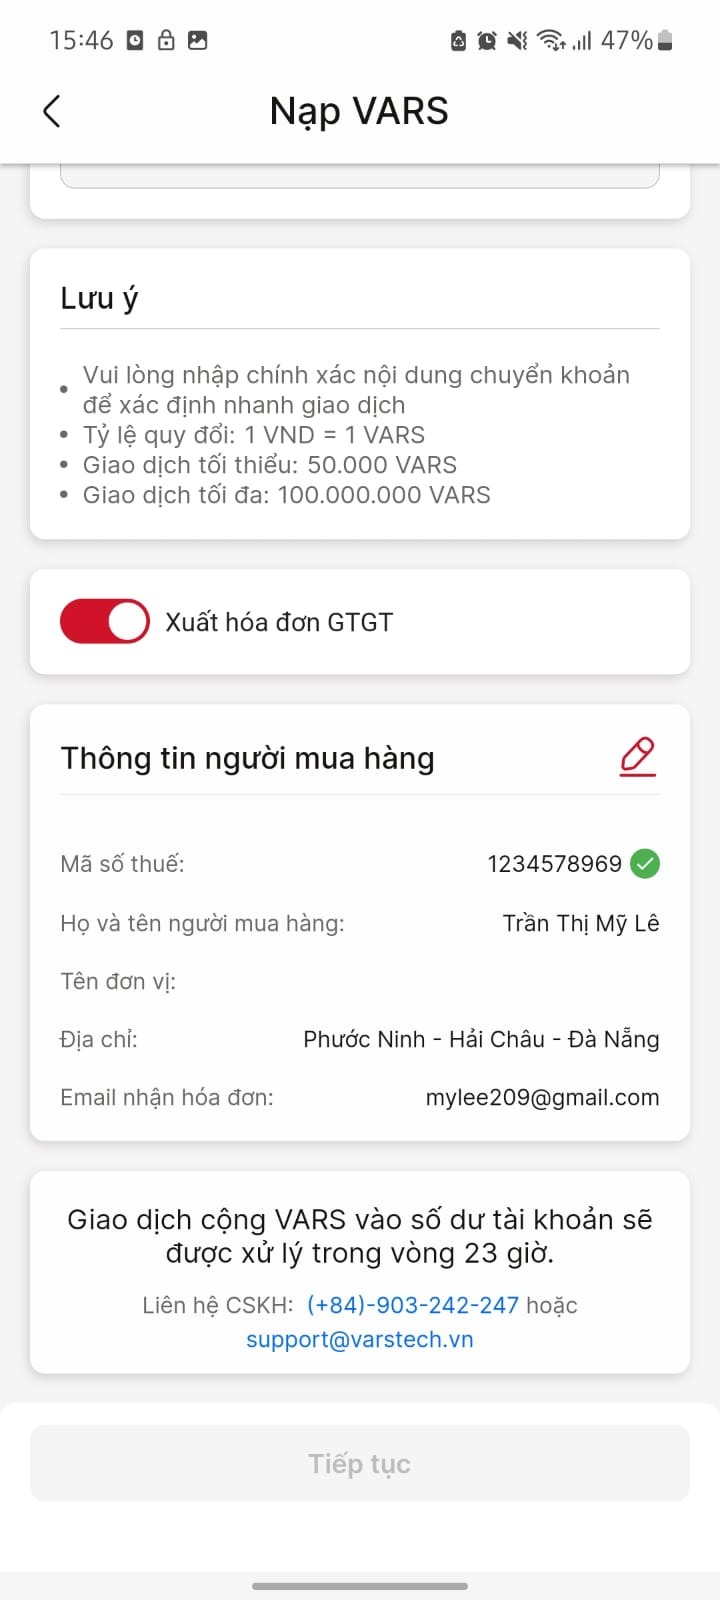 15:46
47%
Nạp VARS
Lưu ý
Vui lòng nhập chính xác nội dung chuyển khoản
để xác định nhanh giao dịch
Tỷ lệ quy đổi: 1 VND = 1 VARS
Giao dịch tối thiểu: 50.000 VARS
Giao dịch tối đa: 100.000.000 VARS
Xuất hóa đơn GTGT
Thông tin người mua hàng
Mã số thuế: 1234578969
Họ và tên người mua hàng: Trần Thị Mỹ Lê
Tên đơn vị:
Địa chỉ: Phước Ninh - Hải Châu - Đà Nẵng
Email nhận hóa đơn: mylee209@gmail.com
Giao dịch cộng VARS vào số dư tài khoản sẽ
được xử lý trong vòng 23 giờ.
Liên hệ CSKH: (+84)-903-242-247 hoặc
support@varstech.vn
Tiếp tục